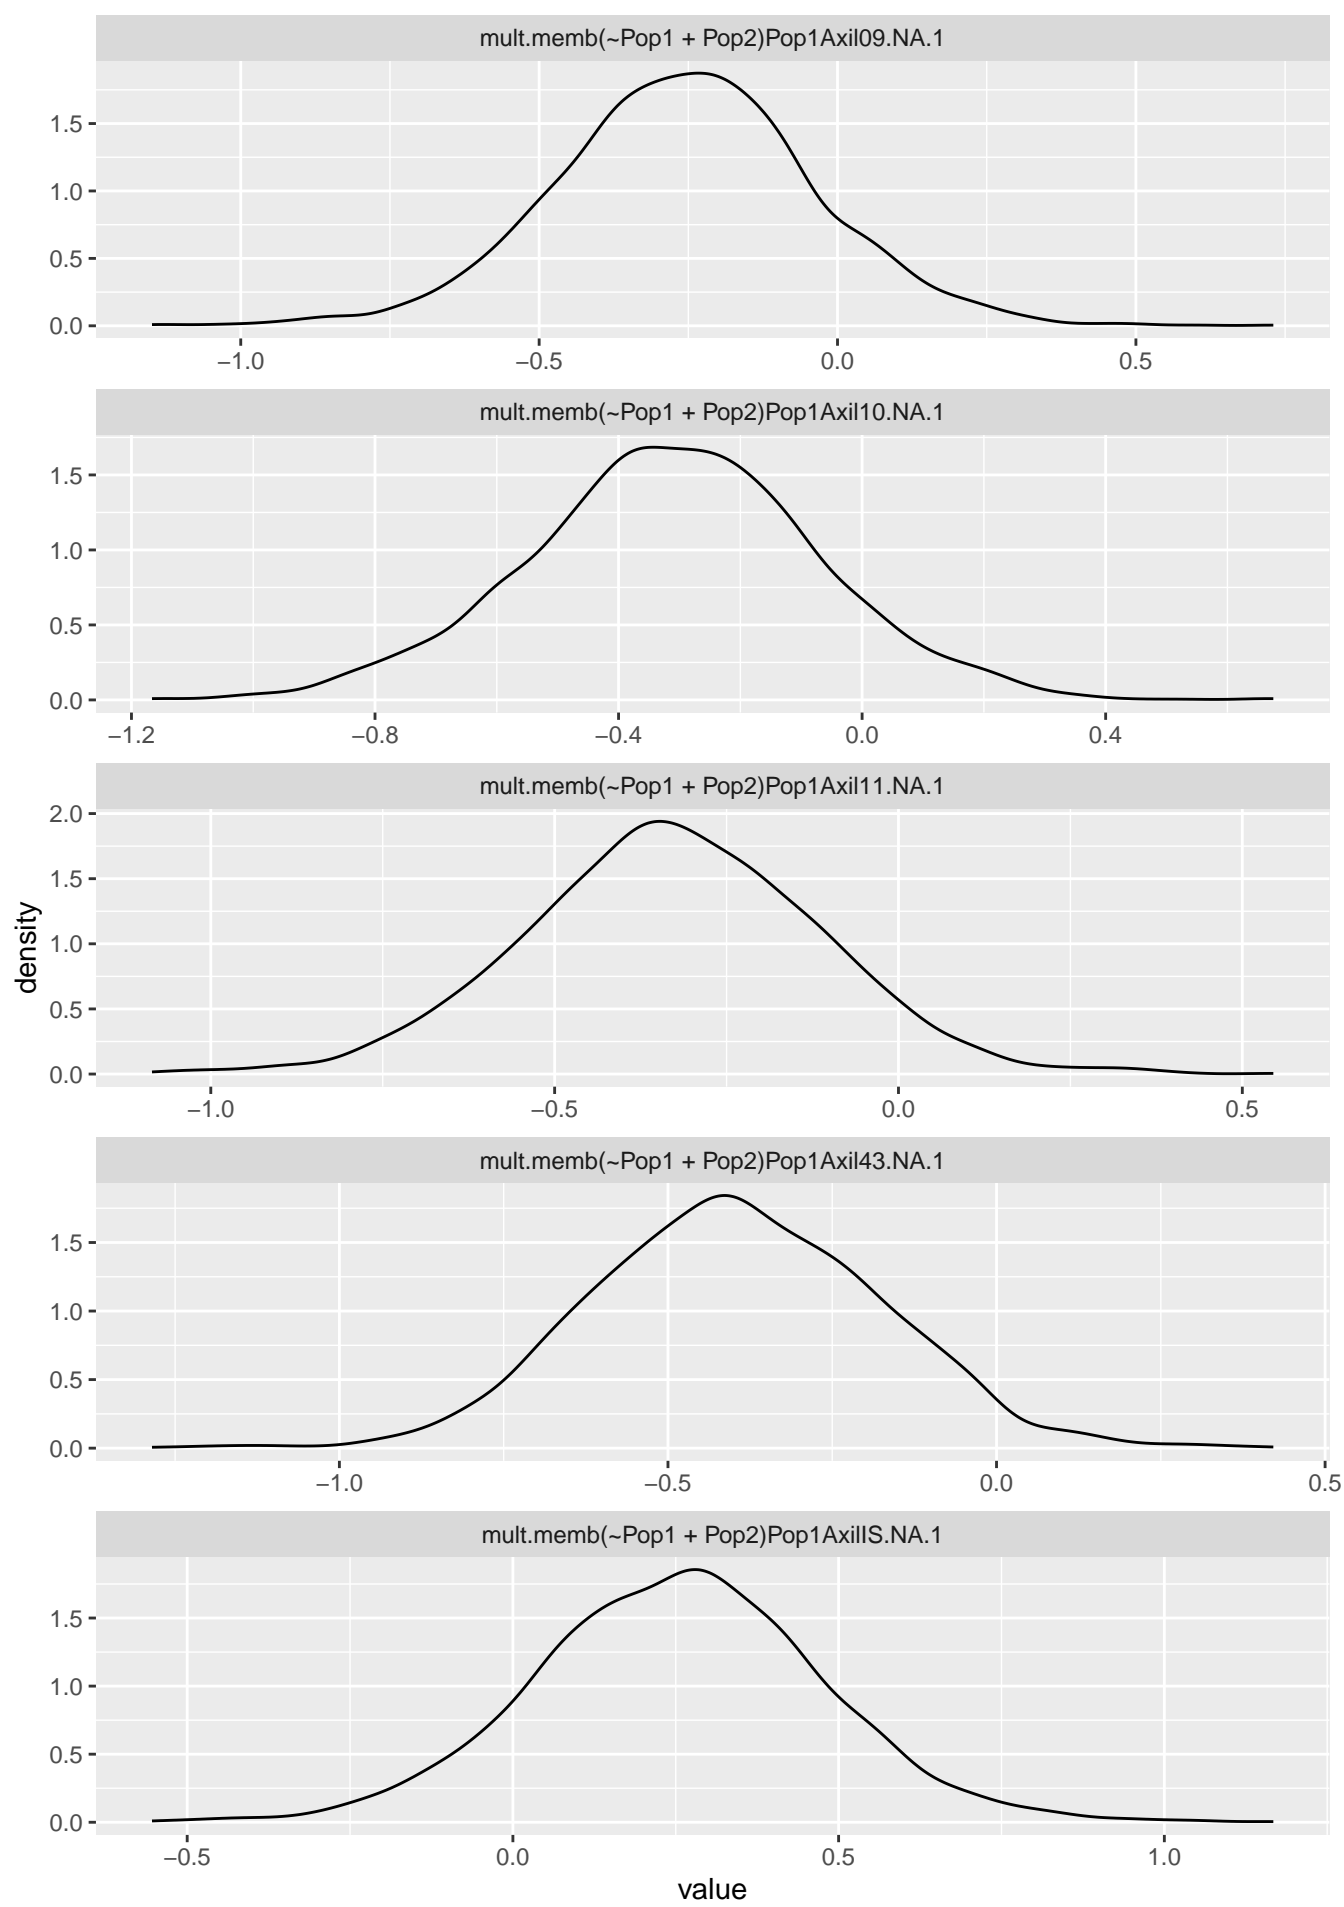 mult.memb(~Pop1 + Pop2)Pop1Axil09.NA.1
1.5
1.0
0.5
0.0
−1.0 −0.5 0.0 0.5
mult.memb(~Pop1 + Pop2)Pop1Axil10.NA.1
1.5
1.0
0.5
0.0
−1.2 −0.8 −0.4 0.0 0.4
mult.memb(~Pop1 + Pop2)Pop1Axil11.NA.1
2.0
1.5
1.0
0.5
0.0
−1.0 −0.5 0.0 0.5
density
mult.memb(~Pop1 + Pop2)Pop1Axil43.NA.1
1.5
1.0
0.5
0.0
−1.0 −0.5 0.0 0.5
mult.memb(~Pop1 + Pop2)Pop1AxilIS.NA.1
1.5
1.0
0.5
0.0
−0.5 0.0 0.5 1.0
value